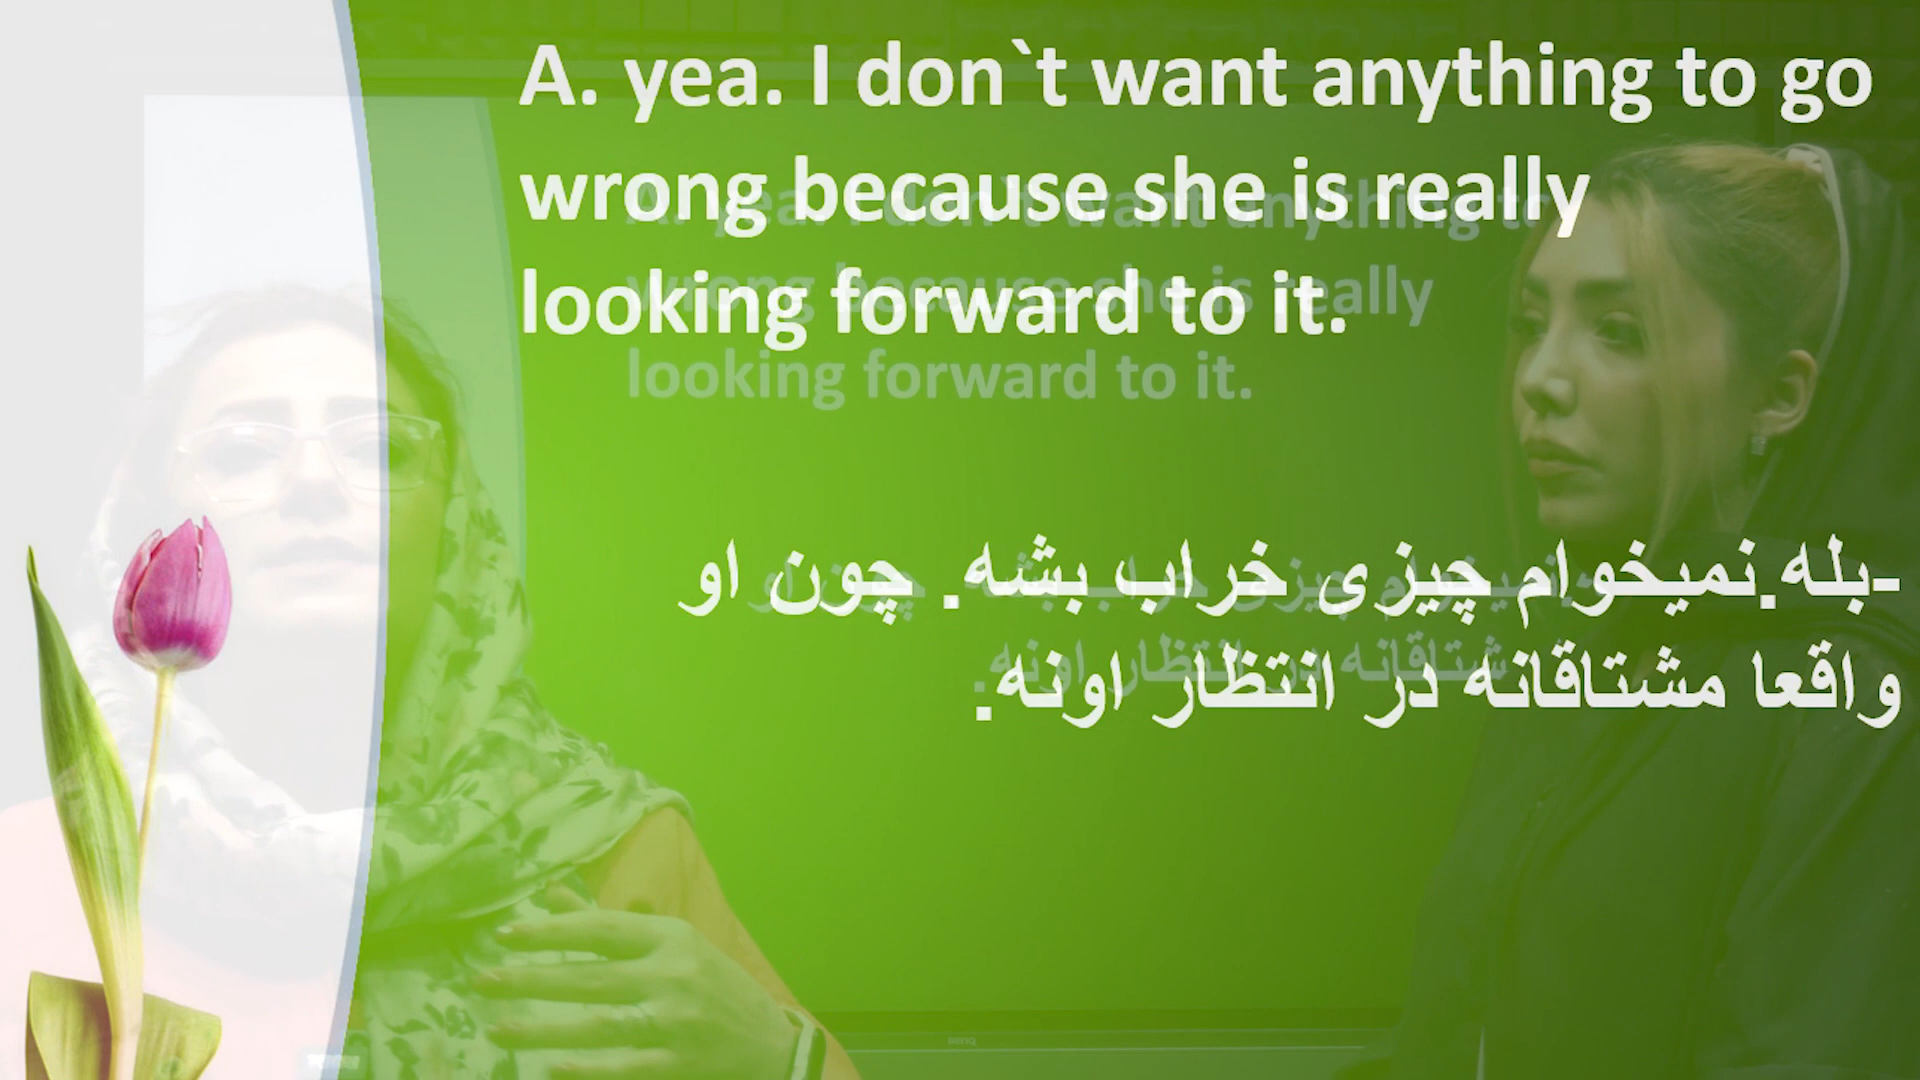 A. yea. I don`t want anything to go
wrong because she is really
looking forward to it.
-بله.نمیخوام چیزی خراب بشه. چون او
واقعا مشتاقانه در انتظار اونه.